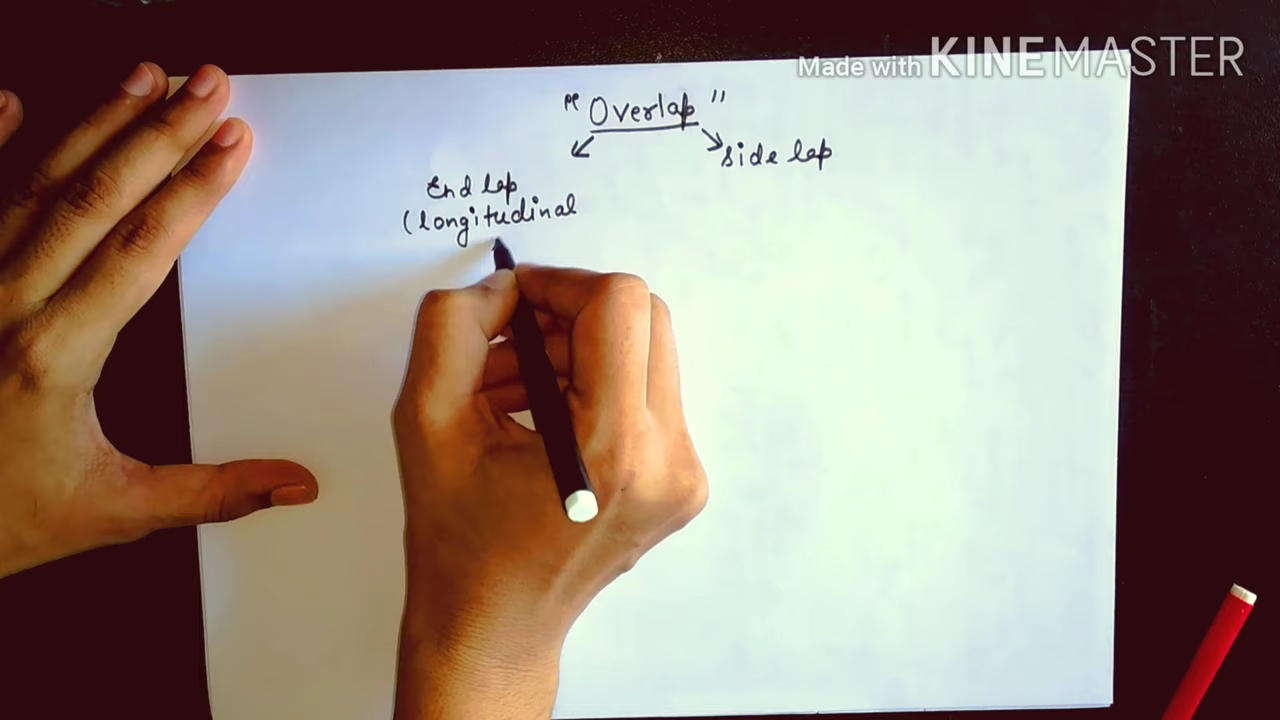 Made with KINEMASTER
"Overlap"
Side lap
End lap
(longitudinal